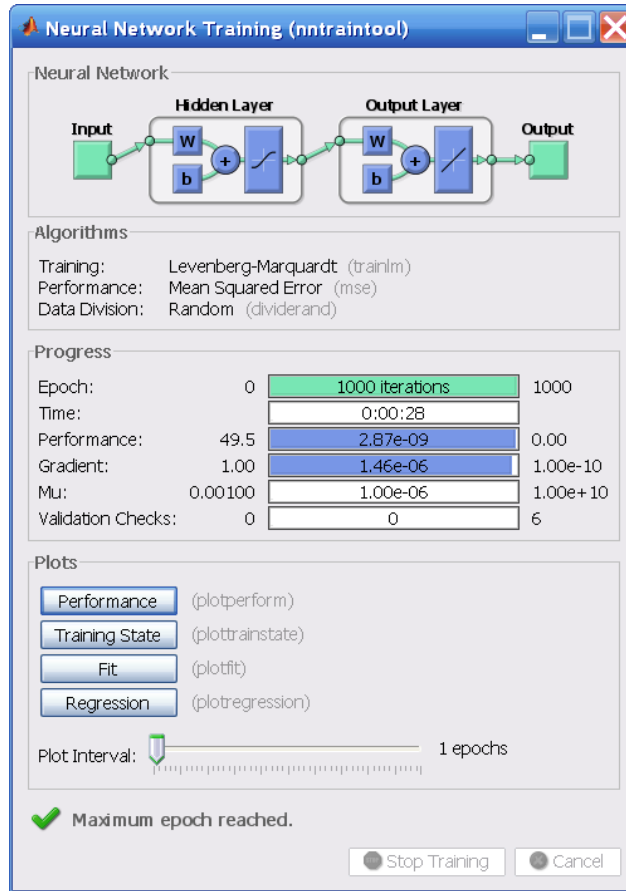 Neural Network Training (nntraintool)
Neural Network
Hidden Layer Output Layer
Input Output
W W
+ +
b b
Algorithms
Training: Levenberg-Marquardt (trainlm)
Performance: Mean Squared Error (mse)
Data Division: Random (dividerand)
Progress
Epoch: 0 1000 iterations 1000
Time: 0:00:28
Performance: 49.5 2.87e-09 0.00
Gradient: 1.00 1.46e-06 1.00e-10
Mu: 0.00100 1.00e-06 1.00e+10
Validation Checks: 0 0 6
Plots
Performance (plotperform)
Training State (plottrainstate)
Fit (plotfit)
Regression (plotregression)
Plot Interval: 1 epochs
Maximum epoch reached.
Stop Training Cancel